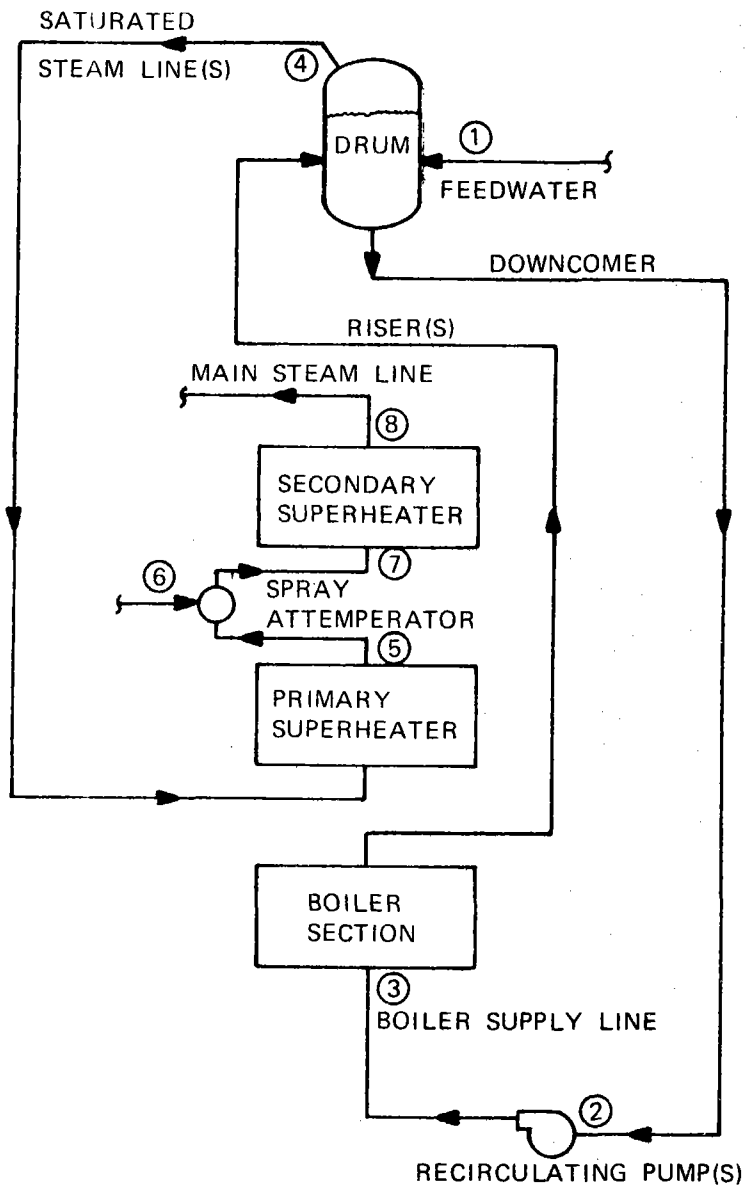 SATURATED
STEAM LINE(S)
④
DRUM
①
FEEDWATER
DOWNCOMER
RISER(S)
MAIN STEAM LINE
⑧
SECONDARY
SUPERHEATER
⑦
⑥
SPRAY
ATTEMPERATOR
⑤
PRIMARY
SUPERHEATER
BOILER
SECTION
③
BOILER SUPPLY LINE
②
RECIRCULATING PUMP(S)